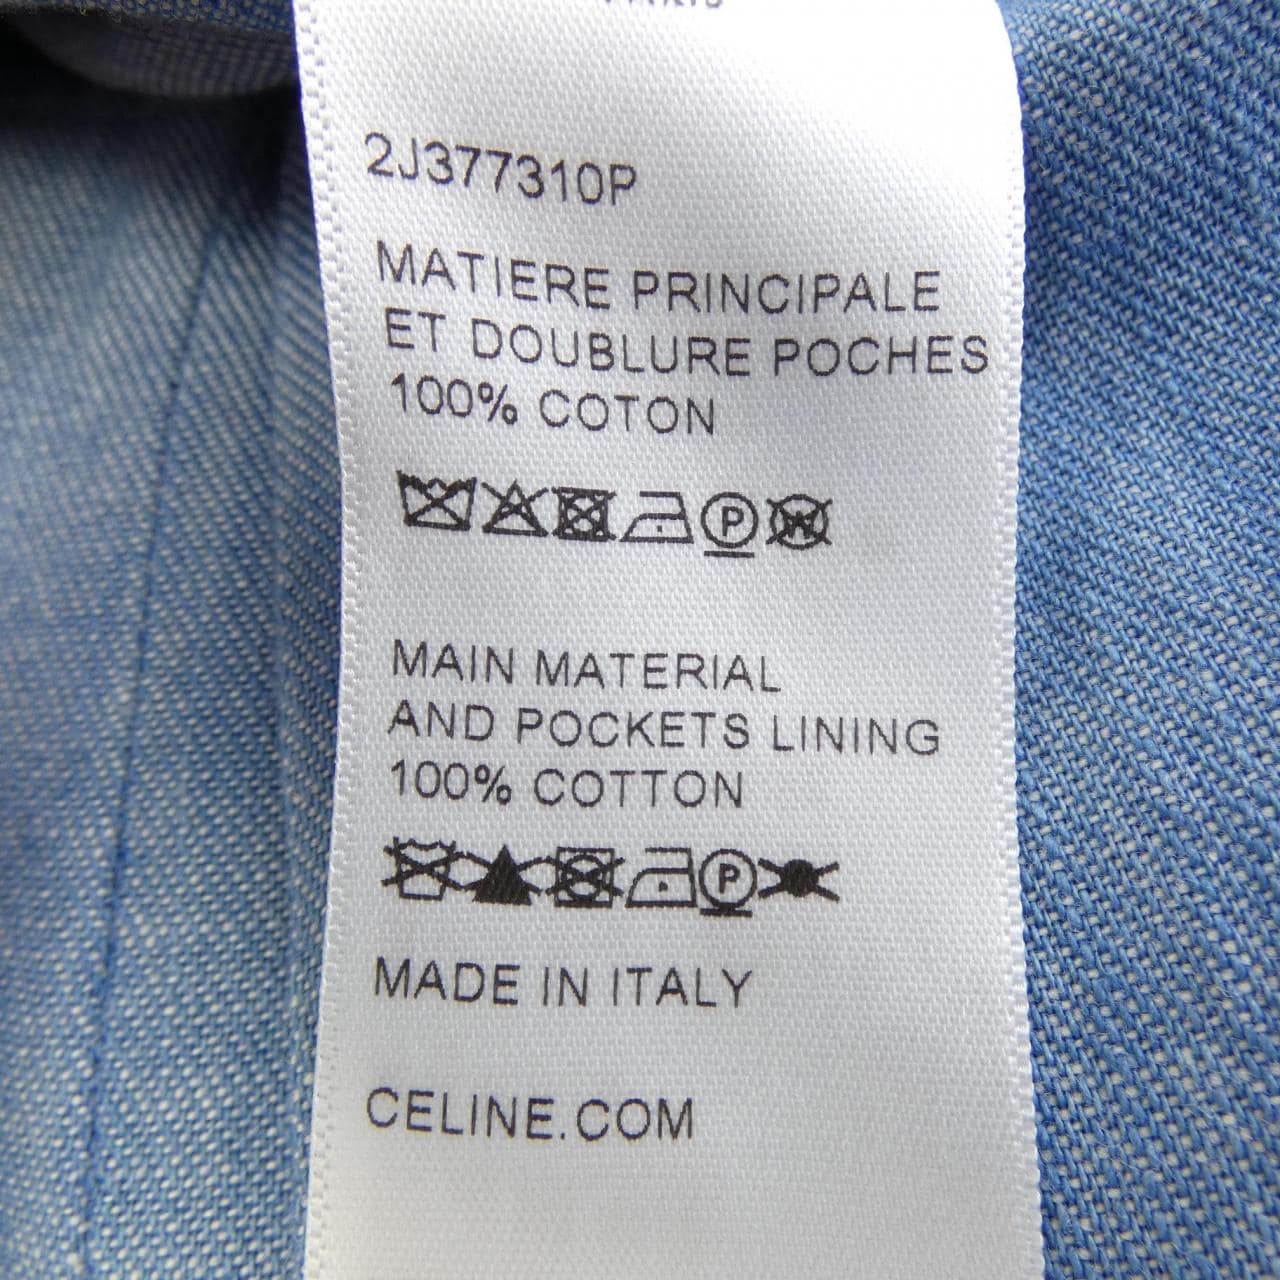 2J377310P
MATIERE PRINCIPALE
ET DOUBLURE POCHES
100% COTON
MAIN MATERIAL
AND POCKETS LINING
100% COTTON
MADE IN ITALY
CELINE.COM